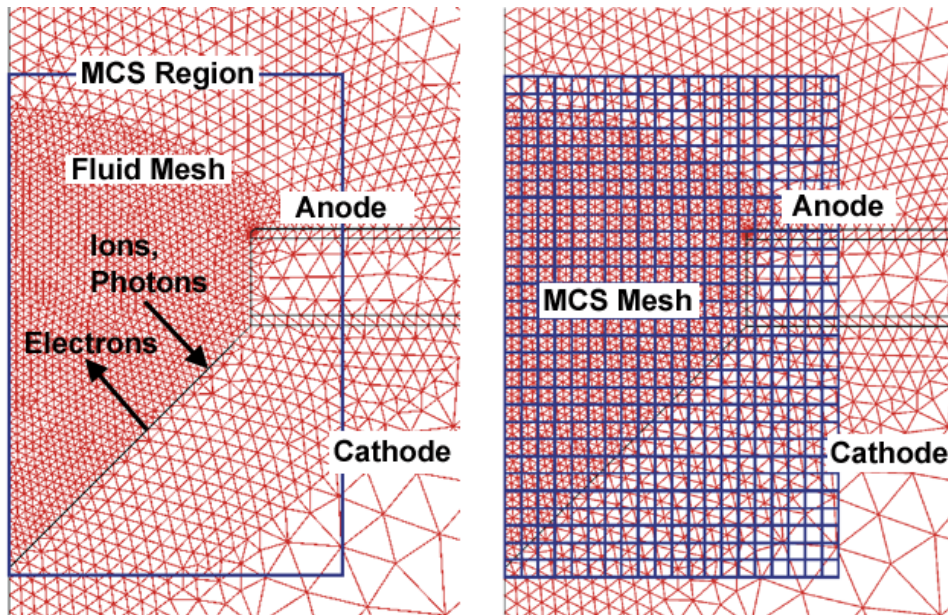 MCS Region
Fluid Mesh
Anode
Ions,
Photons
Electrons
Cathode
Anode
MCS Mesh
Cathode